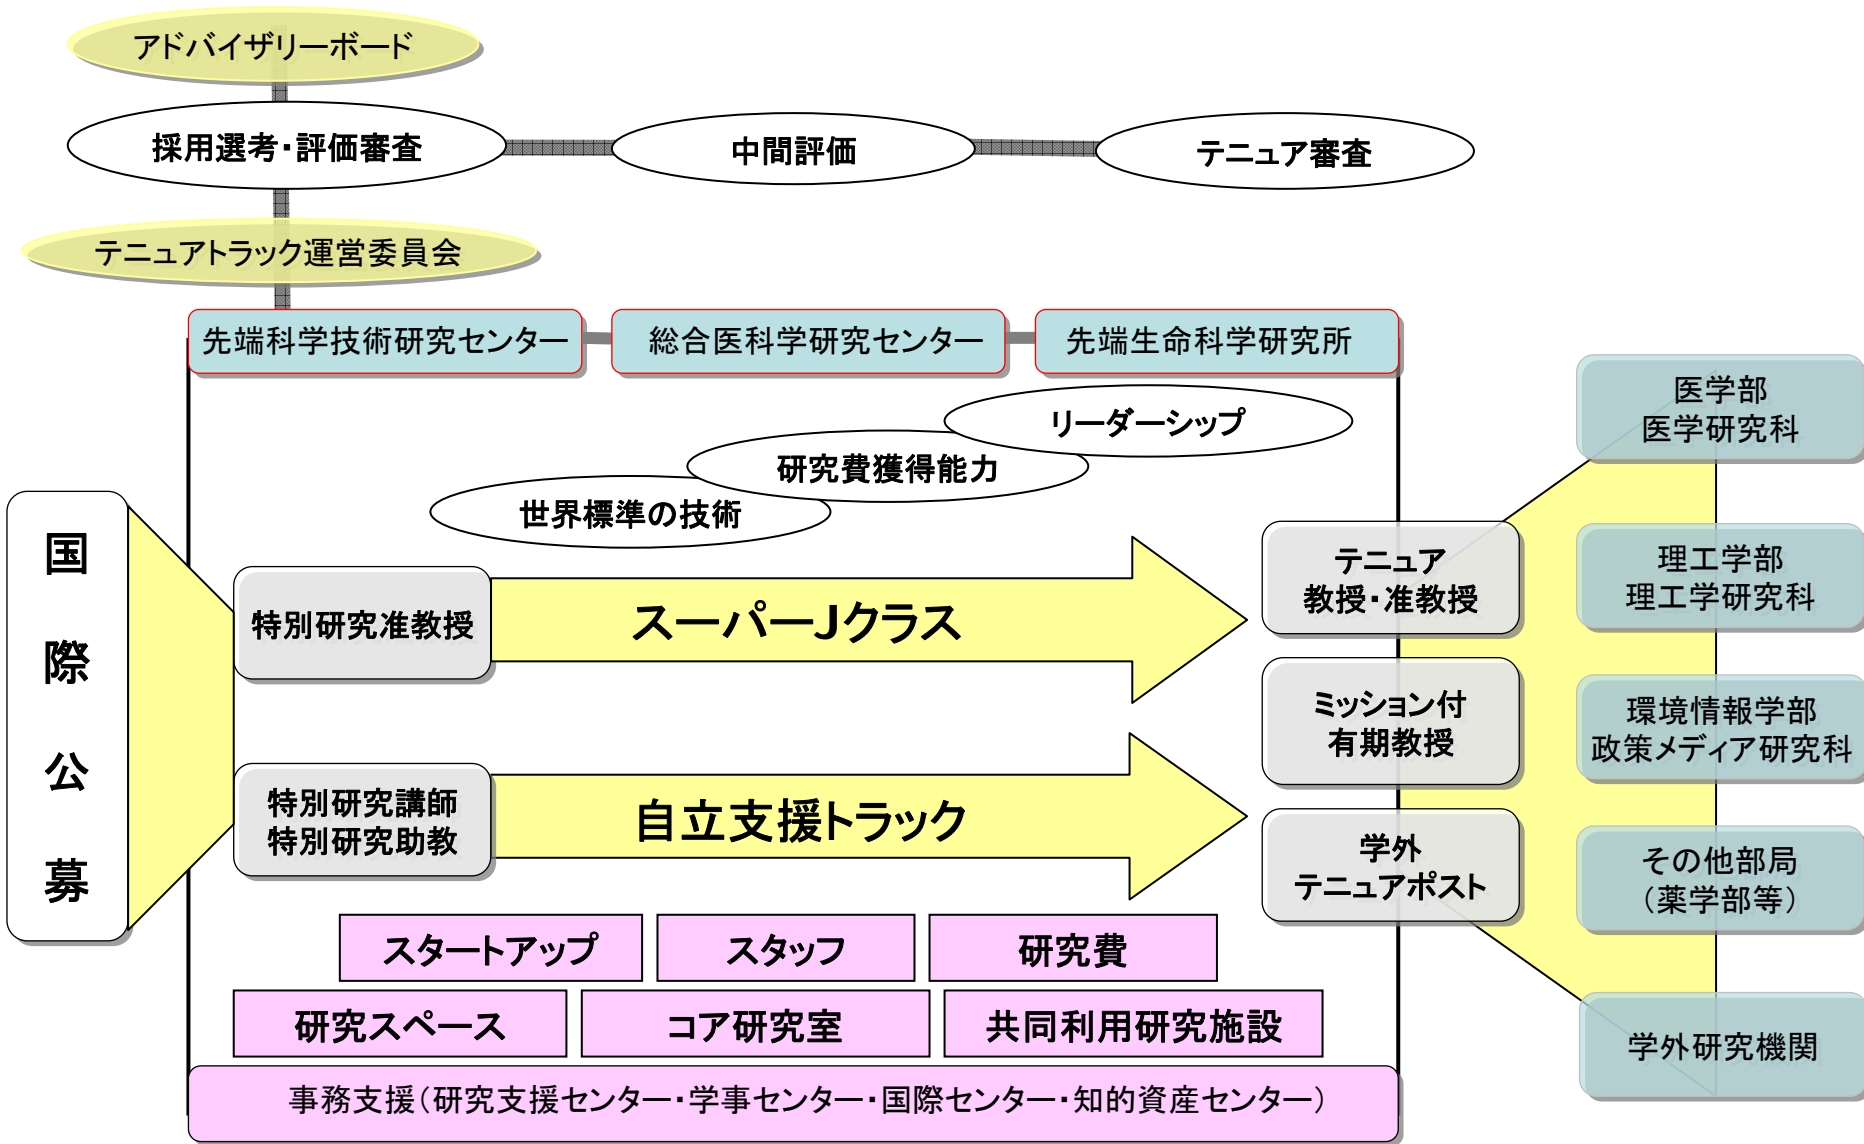 アドバイザリーボード
採用選考・評価審査
中間評価
テニュア審査
テニュアトラック運営委員会
先端科学技術研究センター
総合医科学研究センター
先端生命科学研究所
リーダーシップ
研究費獲得能力
世界標準の技術
国際公募
特別研究准教授
スーパーJクラス
特別研究講師
特別研究助教
自立支援トラック
テニュア
教授・准教授
ミッション付
有期教授
学外
テニュアポスト
医学部
医学研究科
理工学部
理工学研究科
環境情報学部
政策メディア研究科
その他部局
（薬学部等）
学外研究機関
スタートアップ
スタッフ
研究費
研究スペース
コア研究室
共同利用研究施設
事務支援（研究支援センター・学事センター・国際センター・知的資産センター）